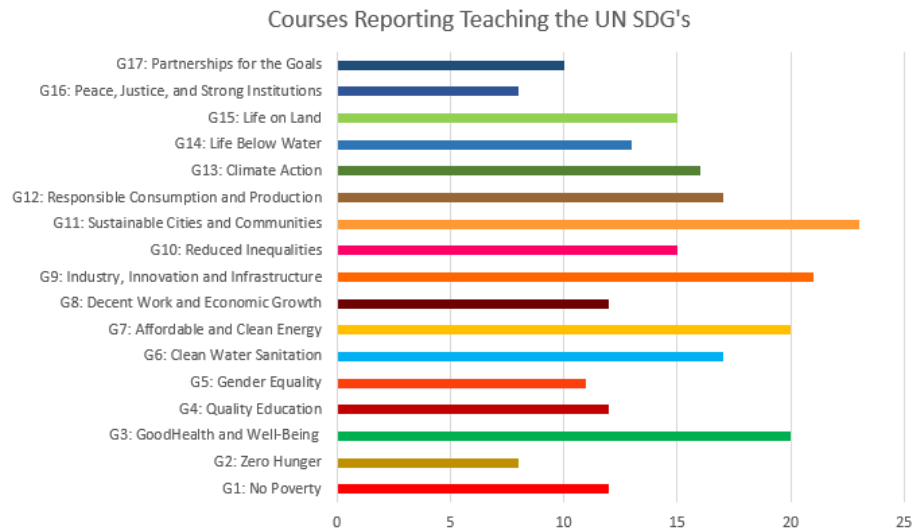 Courses Reporting Teaching the UN SDG's
G17: Partnerships for the Goals
G16: Peace, Justice, and Strong Institutions
G15: Life on Land
G14: Life Below Water
G13: Climate Action
G12: Responsible Consumption and Production
G11: Sustainable Cities and Communities
G10: Reduced Inequalities
G9: Industry, Innovation and Infrastructure
G8: Decent Work and Economic Growth
G7: Affordable and Clean Energy
G6: Clean Water Sanitation
G5: Gender Equality
G4: Quality Education
G3: GoodHealth and Well-Being
G2: Zero Hunger
G1: No Poverty
0 5 10 15 20 25